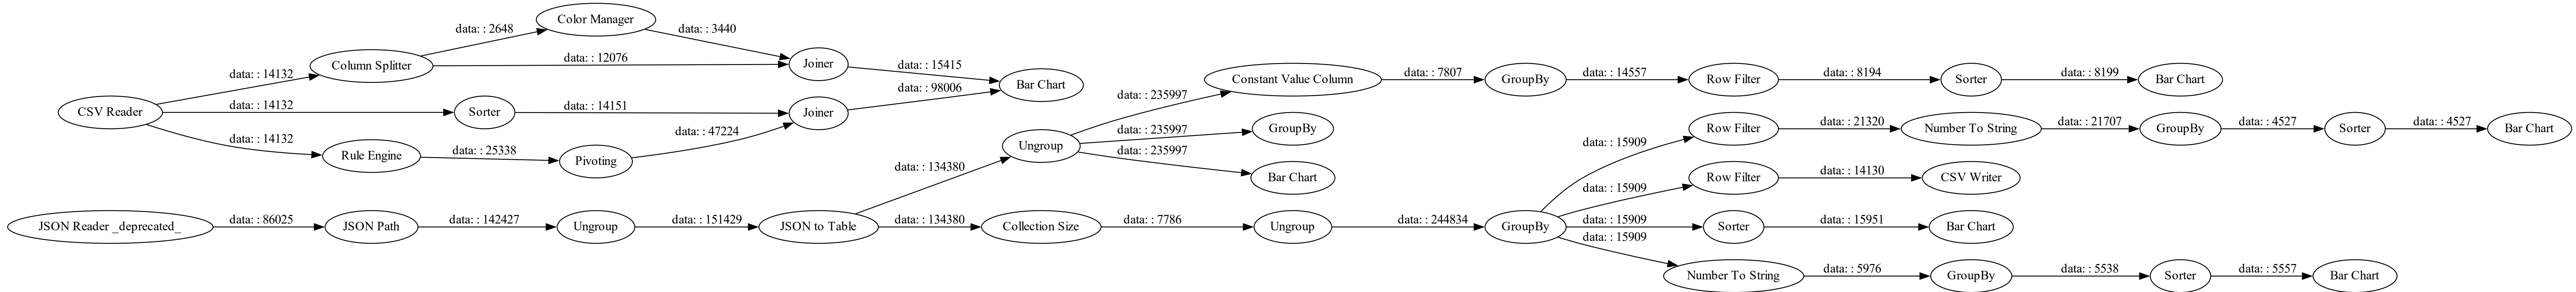 Color Manager
data: : 2648
data: : 3440
Column Splitter
data: : 12076
Joiner
data: : 14132
data: : 15415
CSV Reader
data: : 14132
Sorter
data: : 14151
Joiner
data: : 98006
Bar Chart
data: : 14132
Rule Engine
data: : 25338
Pivoting
data: : 47224
Constant Value Column
data: : 7807
GroupBy
data: : 14557
Row Filter
data: : 8194
Sorter
data: : 8199
Bar Chart
data: : 235997
Ungroup
data: : 235997
GroupBy
data: : 235997
Bar Chart
data: : 134380
JSON Reader _deprecated_
data: : 86025
JSON Path
data: : 142427
Ungroup
data: : 151429
JSON to Table
data: : 134380
Collection Size
data: : 7786
Ungroup
data: : 244834
GroupBy
data: : 15909
Row Filter
data: : 21320
Number To String
data: : 21707
GroupBy
data: : 4527
Sorter
data: : 4527
Bar Chart
data: : 15909
Row Filter
data: : 14130
CSV Writer
data: : 15909
Sorter
data: : 15951
Bar Chart
data: : 15909
Number To String
data: : 5976
GroupBy
data: : 5538
Sorter
data: : 5557
Bar Chart